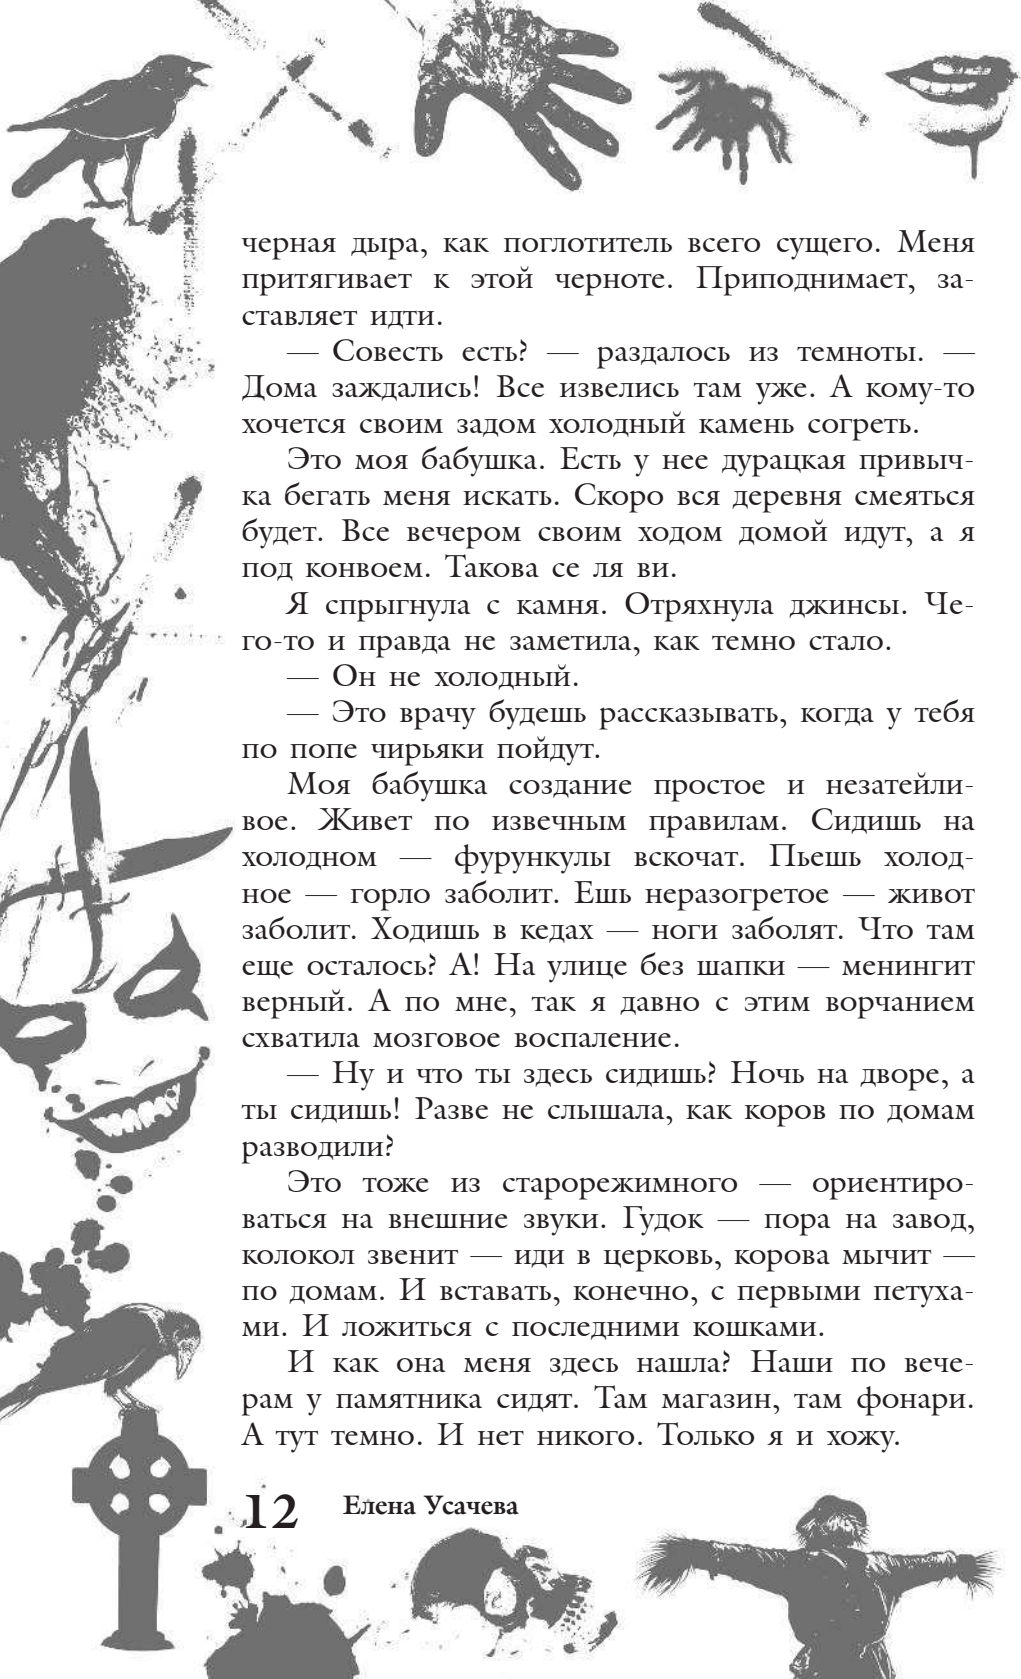 черная дыра, как поглотитель всего сущего. Меня
притягивает к этой черноте. Приподнимает, за-
ставляет идти.
— Совесть есть? — раздалось из темноты. —
Дома заждались! Все извелись там уже. А кому-то
хочется своим задом холодный камень согреть.
Это моя бабушка. Есть у нее дурацкая привыч-
ка бегать меня искать. Скоро вся деревня смеяться
будет. Все вечером своим ходом домой идут, а я
под конвоем. Такова се ля ви.
Я спрыгнула с камня. Отряхнула джинсы. Че-
го-то и правда не заметила, как темно стало.
— Он не холодный.
— Это врачу будешь рассказывать, когда у тебя
по попе чирьяки пойдут.
Моя бабушка создание простое и незатейли-
вое. Живет по извечным правилам. Сидишь на
холодном — фурункулы вскочат. Пьешь холод-
ное — горло заболит. Ешь неразогретое — живот
заболит. Ходишь в кедах — ноги заболят. Что там
еще осталось? А! На улице без шапки — менингит
верный. А по мне, так я давно с этим ворчанием
схватила мозговое воспаление.
— Ну и что ты здесь сидишь? Ночь на дворе, а
ты сидишь! Разве не слышала, как коров по домам
разводили?
Это тоже из старорежимного — ориентиро-
ваться на внешние звуки. Гудок — пора на завод,
колокол звенит — иди в церковь, корова мычит —
по домам. И вставать, конечно, с первыми петуха-
ми. И ложиться с последними кошками.
И как она меня здесь нашла? Наши по вече-
рам у памятника сидят. Там магазин, там фонари.
А тут темно. И нет никого. Только я и хожу.
12 Елена Усачева